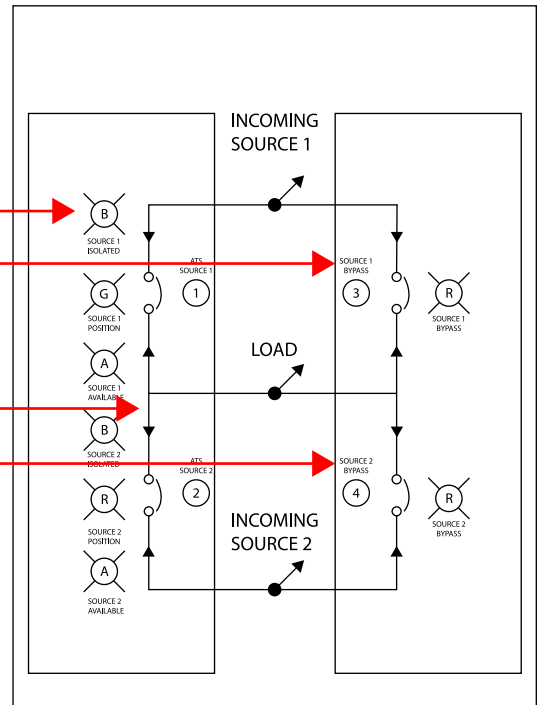 INCOMING
SOURCE 1
B
SOURCE 1
ISOLATED
ATS
SOURCE 1
1
SOURCE 1
BYPASS
3
G
SOURCE 1
POSITION
R
SOURCE 1
BYPASS
LOAD
A
SOURCE 1
AVAILABLE
B
SOURCE 2
ISOLATED
ATS
SOURCE 2
2
SOURCE 2
BYPASS
4
R
SOURCE 2
POSITION
R
SOURCE 2
BYPASS
INCOMING
SOURCE 2
A
SOURCE 2
AVAILABLE